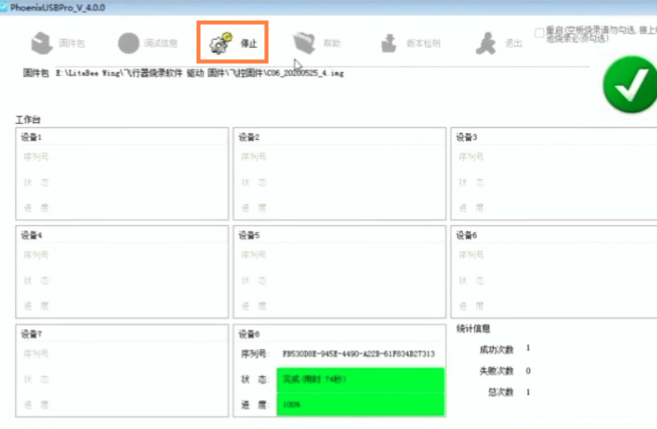 PhoenixUSBPro_V_4.0.0
固件包 调试信息 停止 帮助 版本检测 退出
重启(空板烧录请勿勾选,
烧录必须勾选)
固件包 E:\LiteBee Wing\飞行器烧录软件 驱动 固件\飞控固件\C06_20200525_4.img
工作台
设备1
序列号
状 态
进 度
设备2
序列号
状 态
进 度
设备3
序列号
状 态
进 度
设备4
序列号
状 态
进 度
设备5
序列号
状 态
进 度
设备6
序列号
状 态
进 度
设备7
序列号
状 态
进 度
设备8
序列号: FB530D8E-945E-4490-A22B-61F834B27313
状 态: 完成(用时 74秒)
进 度: 100%
统计信息
成功次数 1
失败次数 0
总次数 1